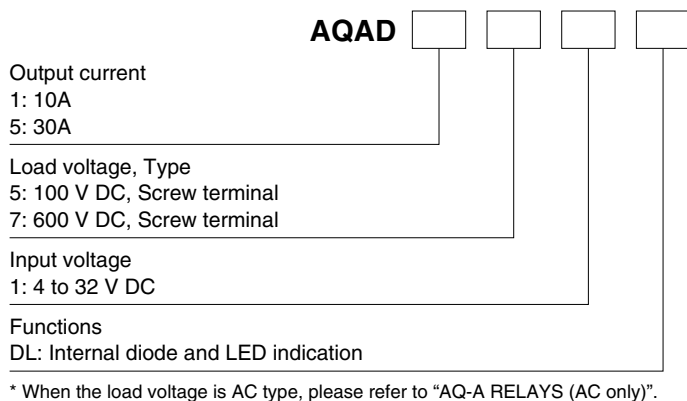 AQAD
Output current
1: 10A
5: 30A
Load voltage, Type
5: 100 V DC, Screw terminal
7: 600 V DC, Screw terminal
Input voltage
1: 4 to 32 V DC
Functions
DL: Internal diode and LED indication
* When the load voltage is AC type, please refer to “AQ-A RELAYS (AC only)”.